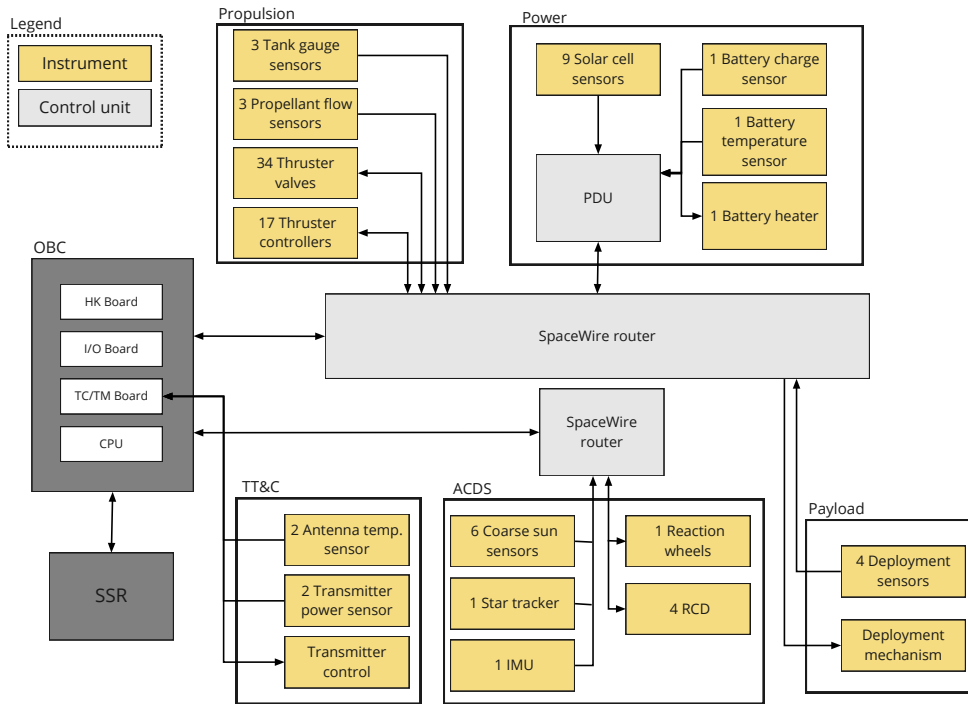 Legend
Instrument
Control unit
Propulsion
3 Tank gauge
sensors
3 Propellant flow
sensors
34 Thruster
valves
17 Thruster
controllers
Power
9 Solar cell
sensors
1 Battery charge
sensor
1 Battery
temperature
sensor
PDU
1 Battery heater
OBC
HK Board
I/O Board
TC/TM Board
CPU
SpaceWire router
SpaceWire
router
SSR
TT&C
2 Antenna temp.
sensor
2 Transmitter
power sensor
Transmitter
control
ACDS
6 Coarse sun
sensors
1 Star tracker
1 IMU
1 Reaction
wheels
4 RCD
Payload
4 Deployment
sensors
Deployment
mechanism